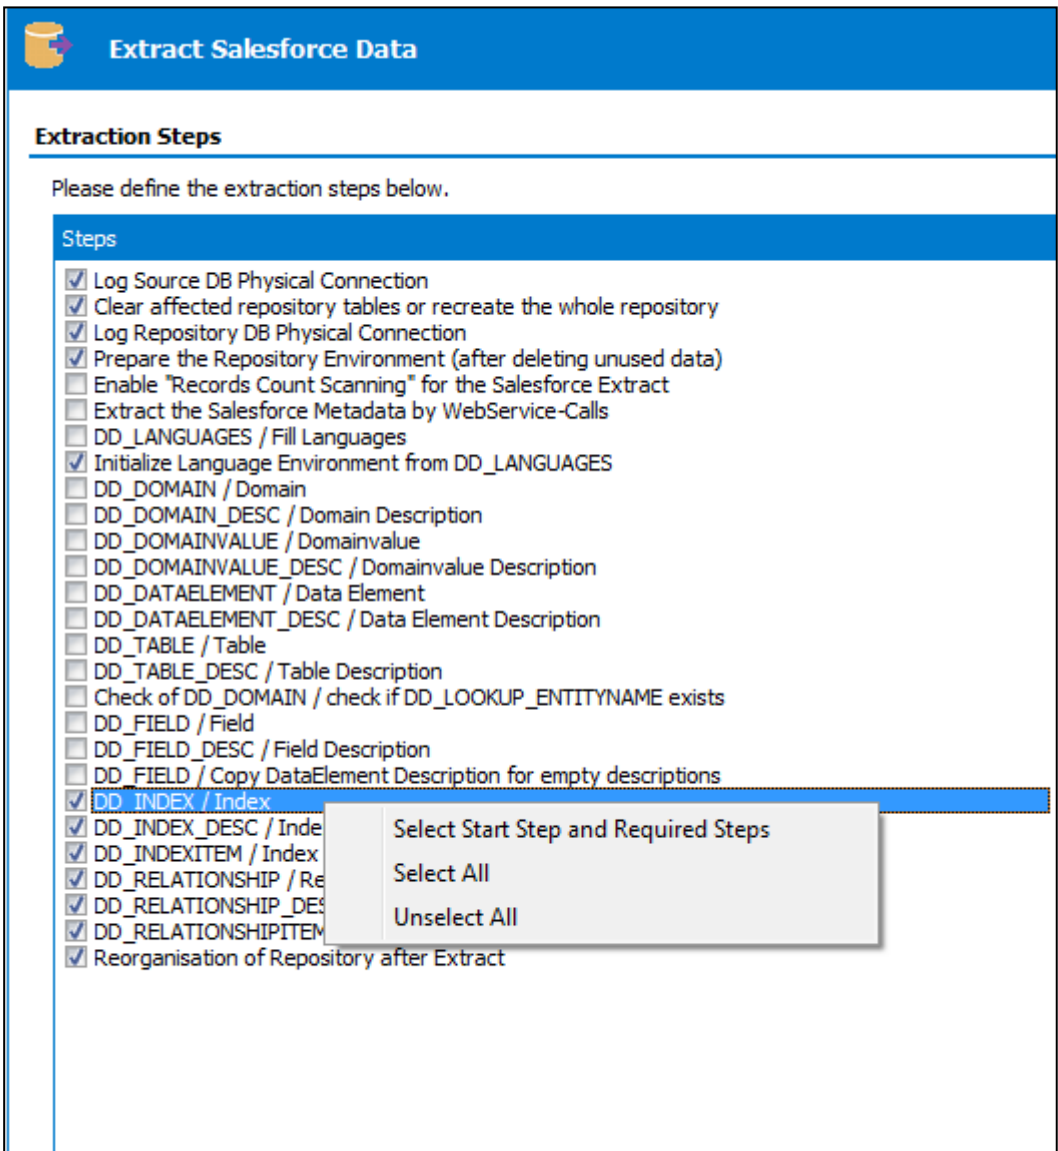 Extract Salesforce Data
Extraction Steps
Please define the extraction steps below.
Steps
Log Source DB Physical Connection
Clear affected repository tables or recreate the whole repository
Log Repository DB Physical Connection
Prepare the Repository Environment (after deleting unused data)
Enable "Records Count Scanning" for the Salesforce Extract
Extract the Salesforce Metadata by WebService-Calls
DD_LANGUAGES / Fill Languages
Initialize Language Environment from DD_LANGUAGES
DD_DOMAIN / Domain
DD_DOMAIN_DESC / Domain Description
DD_DOMAINVALUE / Domainvalue
DD_DOMAINVALUE_DESC / Domainvalue Description
DD_DATAELEMENT / Data Element
DD_DATAELEMENT_DESC / Data Element Description
DD_TABLE / Table
DD_TABLE_DESC / Table Description
Check of DD_DOMAIN / check if DD_LOOKUP_ENTITYNAME exists
DD_FIELD / Field
DD_FIELD_DESC / Field Description
DD_FIELD / Copy DataElement Description for empty descriptions
DD_INDEX / Index
DD_INDEX_DESC / Inde
DD_INDEXITEM / Index
DD_RELATIONSHIP / Re
DD_RELATIONSHIP_DES
DD_RELATIONSHIPITEM
Reorganisation of Repository after Extract
Select Start Step and Required Steps
Select All
Unselect All